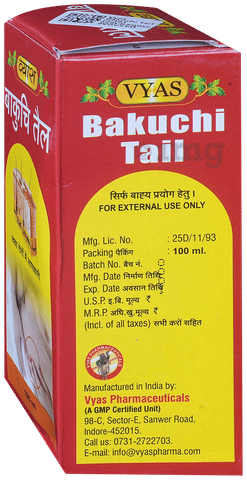 व्यास
बाकुचि तैल
VYAS
Bakuchi
Tail
सिर्फ बाह्य प्रयोग हेतु ।
FOR EXTERNAL USE ONLY
Mfg. Lic. No. : 25D/11/93
Packing पैकिंग : 100 ml.
Batch No. बैच नं.
Mfg. Date निर्माण तिथि
Exp. Date अवसान तिथि
U.S.P इ.बि. मूल्य ₹
M.R.P. अधि.खु.मूल्य ₹
(Incl. of all taxes) सभी करों सहित
VYAS PHARMACEUTICALS
Manufactured in India by:
Vyas Pharmaceuticals
(A GMP Certified Unit)
98-C, Sector-E, Sanwer Road,
Indore-452015.
Call us: 0731-2722703.
E-mail: info@vyaspharma.com